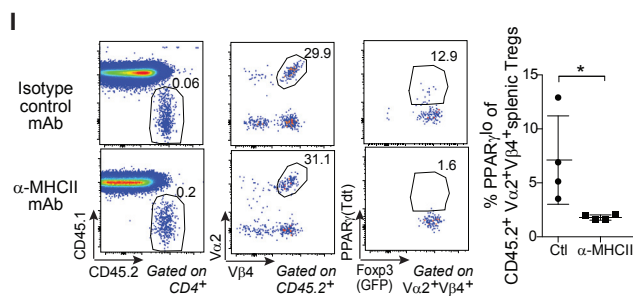 I
Isotype
control
mAb
0.06
29.9
12.9
α-MHCII
mAb
0.2
31.1
1.6
CD45.1
CD45.2
Gated on
CD4⁺
Vα2
Vβ4
Gated on
CD45.2⁺
PPARγ(Tdt)
Foxp3
(GFP)
Gated on
Vα2⁺Vβ4⁺
% PPARγˡᵒ of
CD45.2⁺ Vα2⁺Vβ4⁺splenic Tregs
15
10
5
0
*
Ctl
α-MHCII